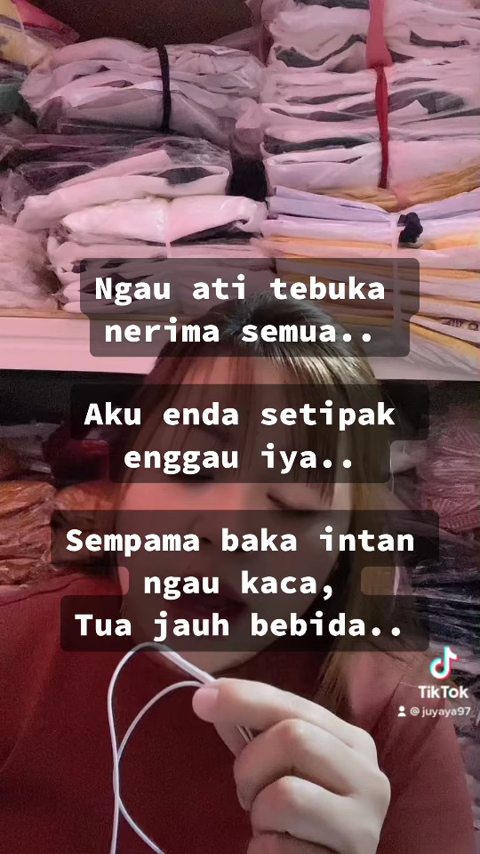 Ngau ati tebuka
nerima semua..
Aku enda setipak
enggau iya..
Sempama baka intan
ngau kaca,
Tua jauh bebida..
TikTok
@juyaya97